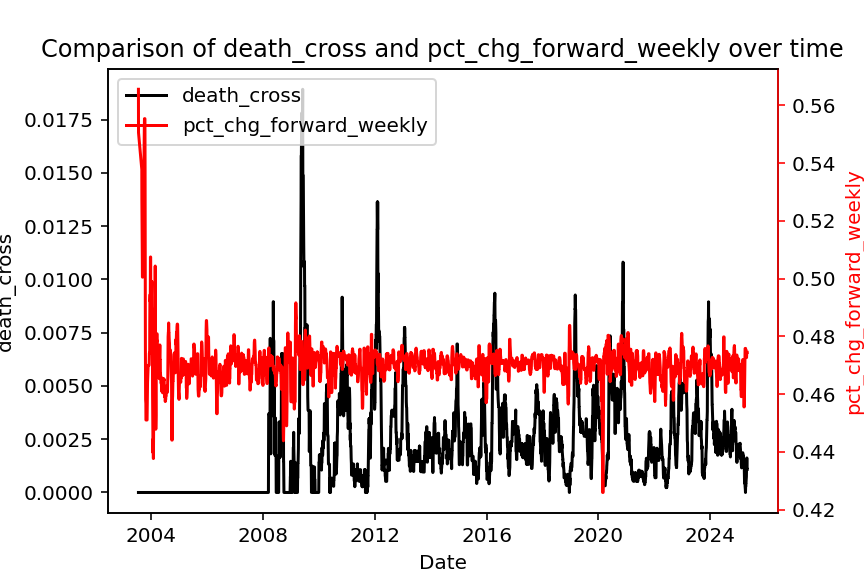 Comparison of death_cross and pct_chg_forward_weekly over time
death_cross
pct_chg_forward_weekly
0.0175
0.0150
0.0125
0.0100
0.0075
0.0050
0.0025
0.0000
death_cross
0.56
0.54
0.52
0.50
0.48
0.46
0.44
0.42
pct_chg_forward_weekly
2004 2008 2012 2016 2020 2024
Date